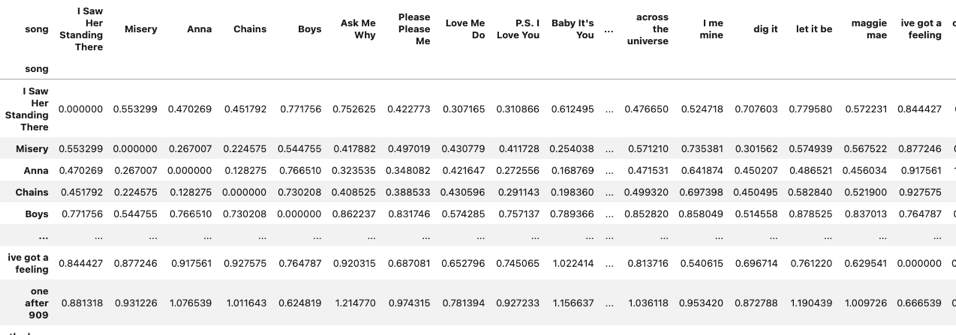 song I Saw Her Standing There Misery Anna Chains Boys Ask Me Why Please Please Me Love Me Do P.S. I Love You Baby It's You ... across the universe I me mine dig it let it be maggie mae ive got a feeling
song
I Saw Her Standing There 0.000000 0.553299 0.470269 0.451792 0.771756 0.752625 0.422773 0.307165 0.310866 0.612495 ... 0.476650 0.524718 0.707603 0.779580 0.572231 0.844427
Misery 0.553299 0.000000 0.267007 0.224575 0.544755 0.417882 0.497019 0.430779 0.411728 0.254038 ... 0.571210 0.735381 0.301562 0.574939 0.567522 0.877246
Anna 0.470269 0.267007 0.000000 0.128275 0.766510 0.323535 0.348082 0.421647 0.272556 0.168769 ... 0.471531 0.641874 0.450207 0.486521 0.456034 0.917561
Chains 0.451792 0.224575 0.128275 0.000000 0.730208 0.408525 0.388533 0.430596 0.291143 0.198360 ... 0.499320 0.697398 0.450495 0.582840 0.521900 0.927575
Boys 0.771756 0.544755 0.766510 0.730208 0.000000 0.862237 0.831746 0.574285 0.757137 0.789366 ... 0.852820 0.858049 0.514558 0.878525 0.837013 0.764787
... ... ... ... ... ... ... ... ... ... ... ... ... ... ... ... ... ...
ive got a feeling 0.844427 0.877246 0.917561 0.927575 0.764787 0.920315 0.687081 0.652796 0.745065 1.022414 ... 0.813716 0.540615 0.696714 0.761220 0.629541 0.000000
one after 909 0.881318 0.931226 1.076539 1.011643 0.624819 1.214770 0.974315 0.781394 0.927233 1.156637 ... 1.036118 0.953420 0.872788 1.190439 1.009726 0.666539